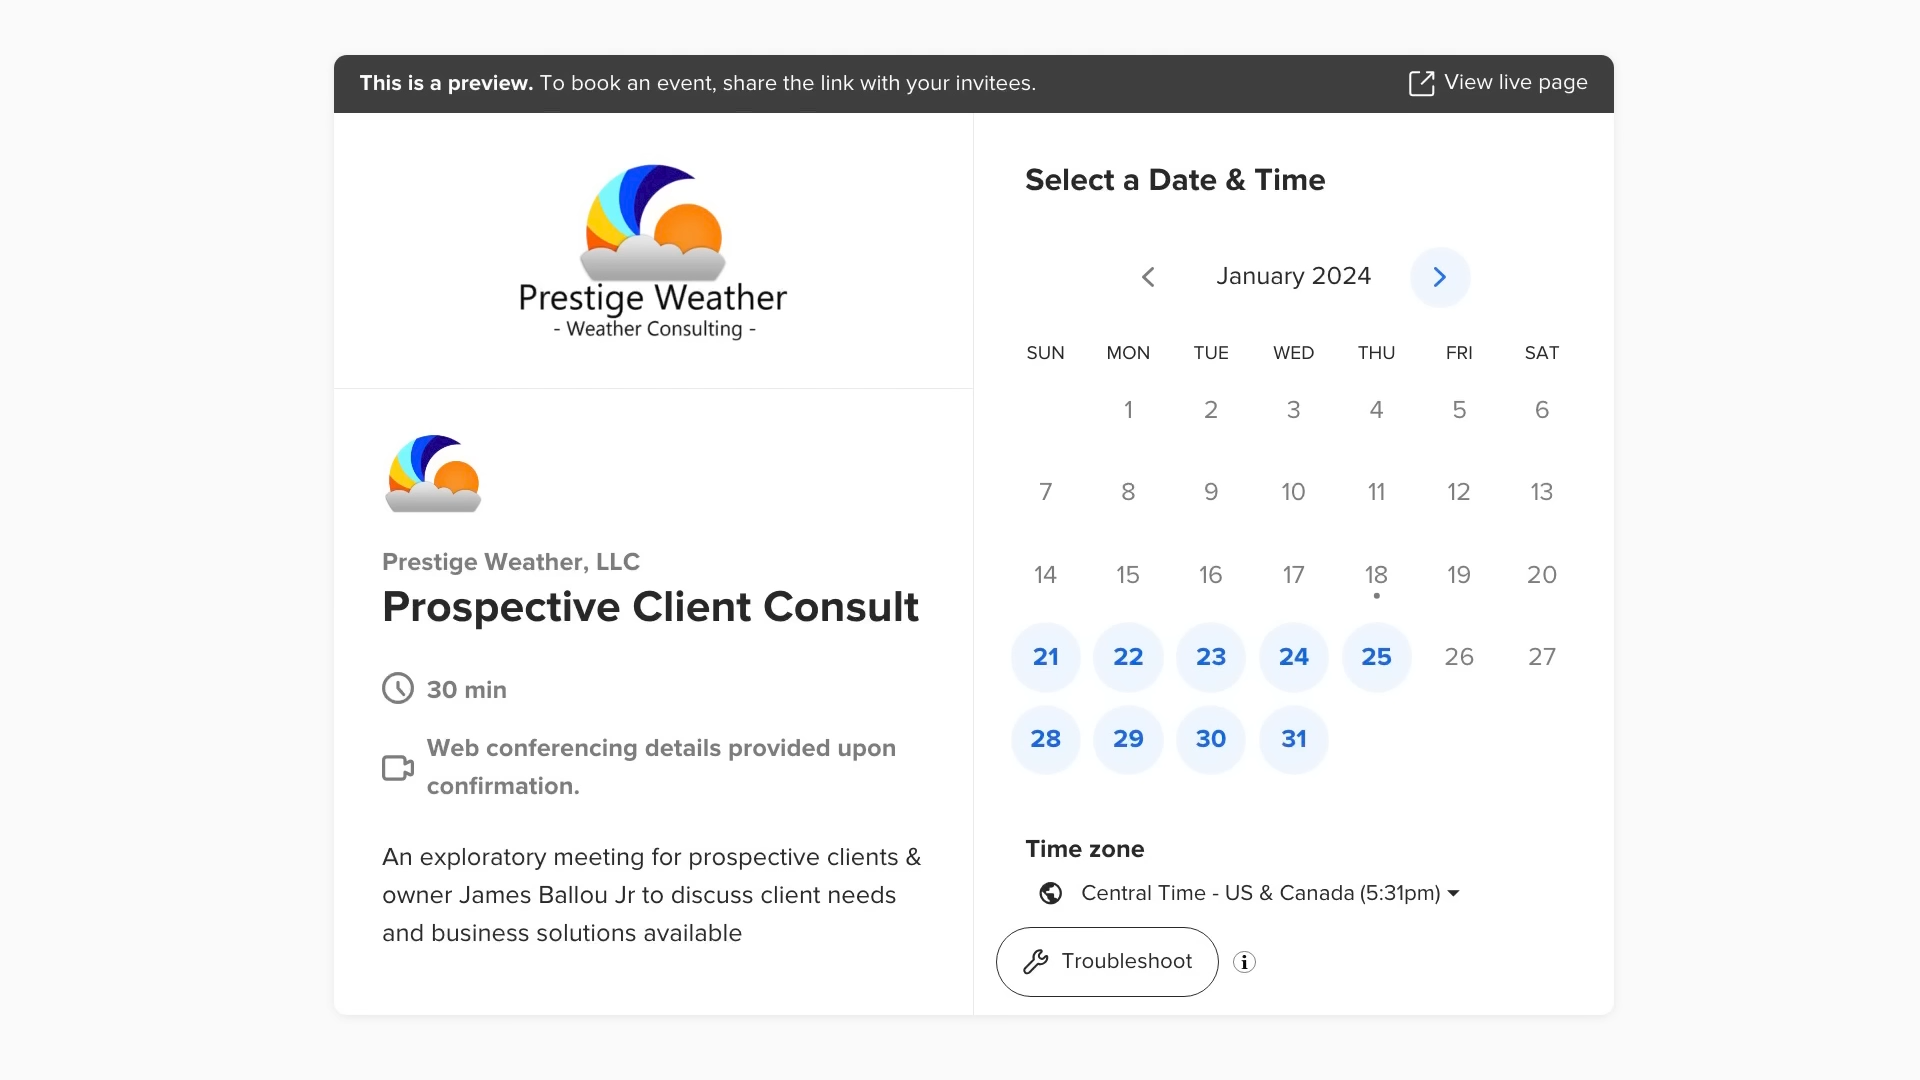 This is a preview. To book an event, share the link with your invitees.
View live page
Prestige Weather
- Weather Consulting -
Prestige Weather, LLC
Prospective Client Consult
30 min
Web conferencing details provided upon
confirmation.
An exploratory meeting for prospective clients &
owner James Ballou Jr to discuss client needs
and business solutions available
Select a Date & Time
January 2024
SUN MON TUE WED THU FRI SAT
1 2 3 4 5 6
7 8 9 10 11 12 13
14 15 16 17 18 19 20
21 22 23 24 25 26 27
28 29 30 31
Time zone
Central Time - US & Canada (5:31pm)
Troubleshoot